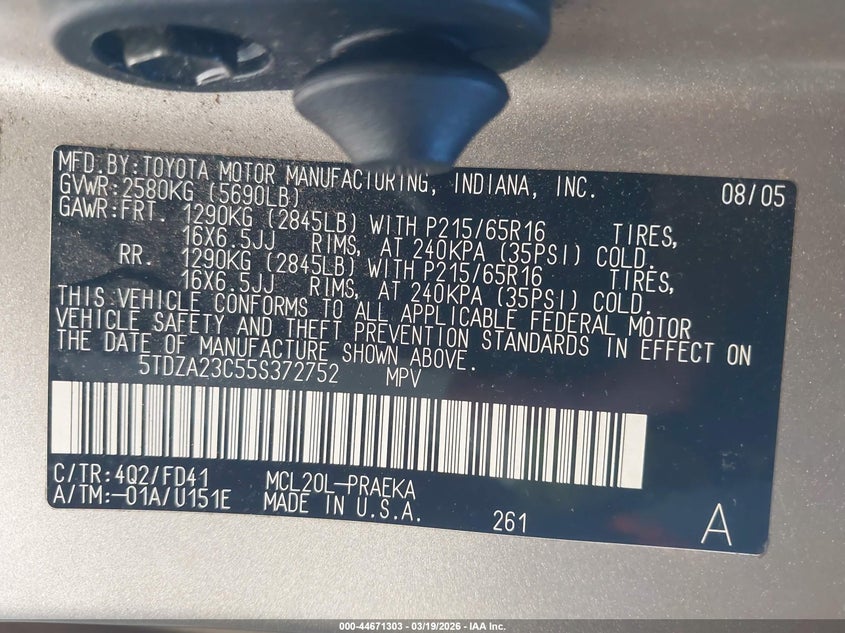 MFD.BY:TOYOTA MOTOR MANUFACTURING, INDIANA, INC. 08/05
GVWR:2580KG (5690LB)
GAWR:FRT. 1290KG (2845LB) WITH P215/65R16 TIRES,
16X6.5JJ RIMS, AT 240KPA (35PSI) COLD.
RR. 1290KG (2845LB) WITH P215/65R16 TIRES,
16X6.5JJ RIMS, AT 240KPA (35PSI) COLD.
THIS VEHICLE CONFORMS TO ALL APPLICABLE FEDERAL MOTOR
VEHICLE SAFETY AND THEFT PREVENTION STANDARDS IN EFFECT ON
THE DATE OF MANUFACTURE SHOWN ABOVE.
5TDZA23C55S372752 MPV
C/TR:4Q2/FD41 MCL20L-PRAEKA
A/TM:-01A/U151E MADE IN U.S.A. 261 A
000-44671303 - 03/19/2026 - IAA Inc.